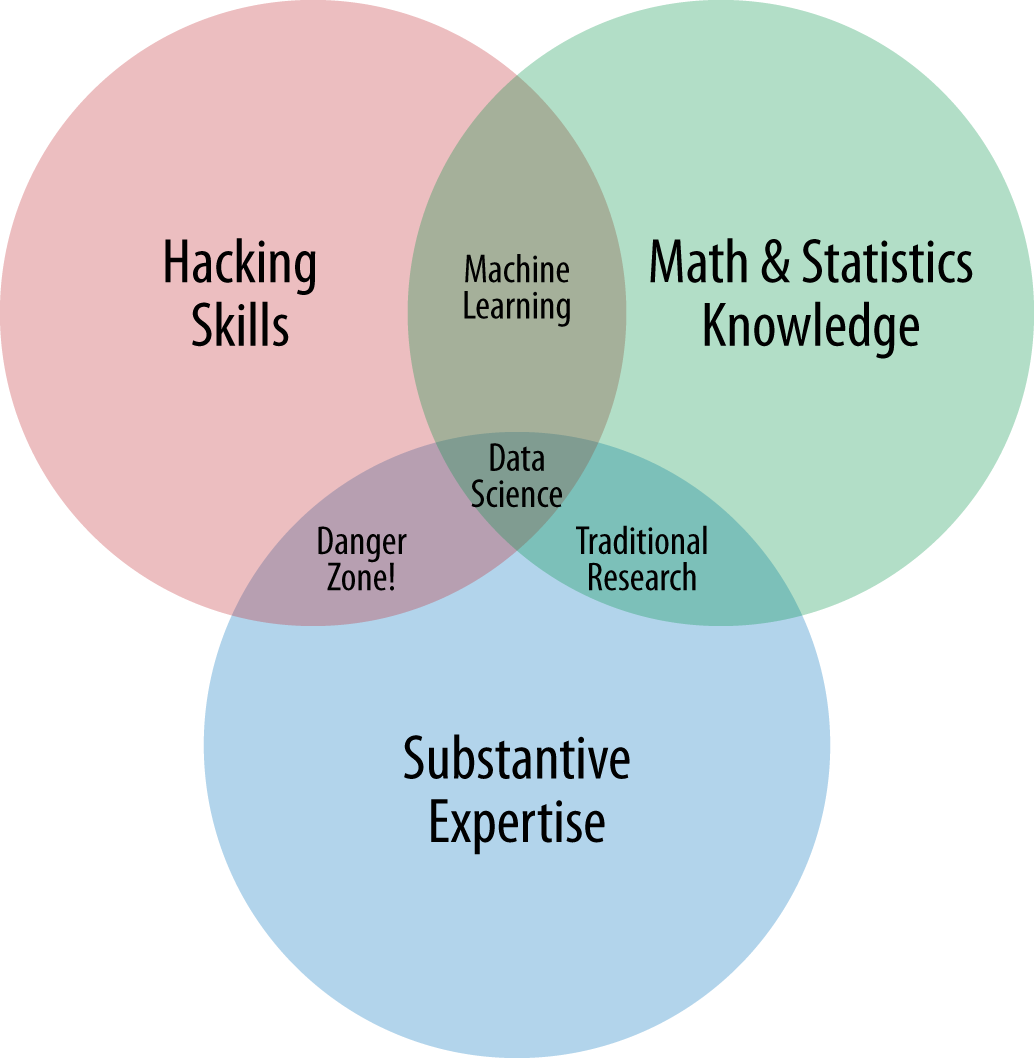 Hacking
Skills
Machine
Learning
Math & Statistics
Knowledge
Data
Science
Danger
Zone!
Traditional
Research
Substantive
Expertise